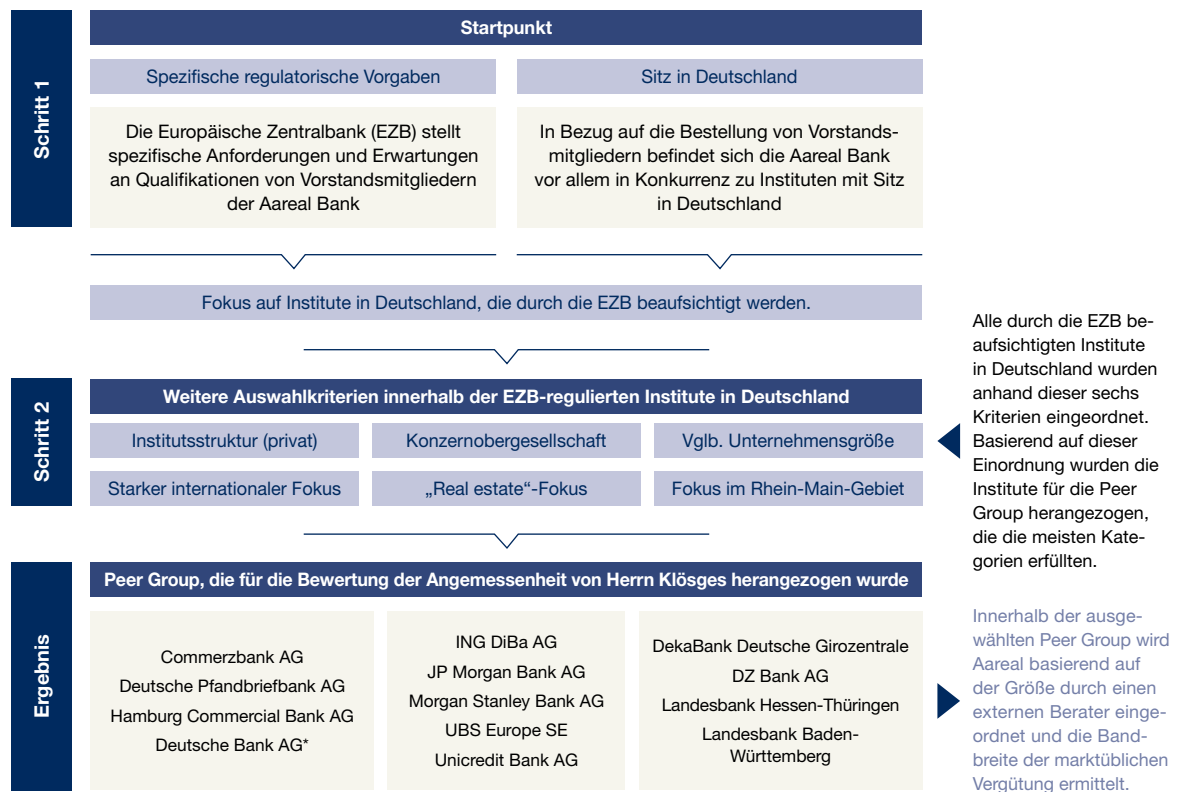 Schritt 1
Startpunkt
Spezifische regulatorische Vorgaben
Die Europäische Zentralbank (EZB) stellt
spezifische Anforderungen und Erwartungen
an Qualifikationen von Vorstandsmitgliedern
der Aareal Bank
Sitz in Deutschland
In Bezug auf die Bestellung von Vorstands-
mitgliedern befindet sich die Aareal Bank
vor allem in Konkurrenz zu Instituten mit Sitz
in Deutschland
Fokus auf Institute in Deutschland, die durch die EZB beaufsichtigt werden.
Schritt 2
Weitere Auswahlkriterien innerhalb der EZB-regulierten Institute in Deutschland
Institutsstruktur (privat)
Konzernobergesellschaft
Vglb. Unternehmensgröße
Starker internationaler Fokus
„Real estate“-Fokus
Fokus im Rhein-Main-Gebiet
Alle durch die EZB be-
aufsichtigten Institute
in Deutschland wurden
anhand dieser sechs
Kriterien eingeordnet.
Basierend auf dieser
Einordnung wurden die
Institute für die Peer
Group herangezogen,
die die meisten Kate-
gorien erfüllten.
Ergebnis
Peer Group, die für die Bewertung der Angemessenheit von Herrn Klösges herangezogen wurde
Commerzbank AG
Deutsche Pfandbriefbank AG
Hamburg Commercial Bank AG
Deutsche Bank AG*
ING DiBa AG
JP Morgan Bank AG
Morgan Stanley Bank AG
UBS Europe SE
Unicredit Bank AG
DekaBank Deutsche Girozentrale
DZ Bank AG
Landesbank Hessen-Thüringen
Landesbank Baden-
Württemberg
Innerhalb der ausge-
wählten Peer Group wird
Aareal basierend auf
der Größe durch einen
externen Berater einge-
ordnet und die Band-
breite der marktüblichen
Vergütung ermittelt.